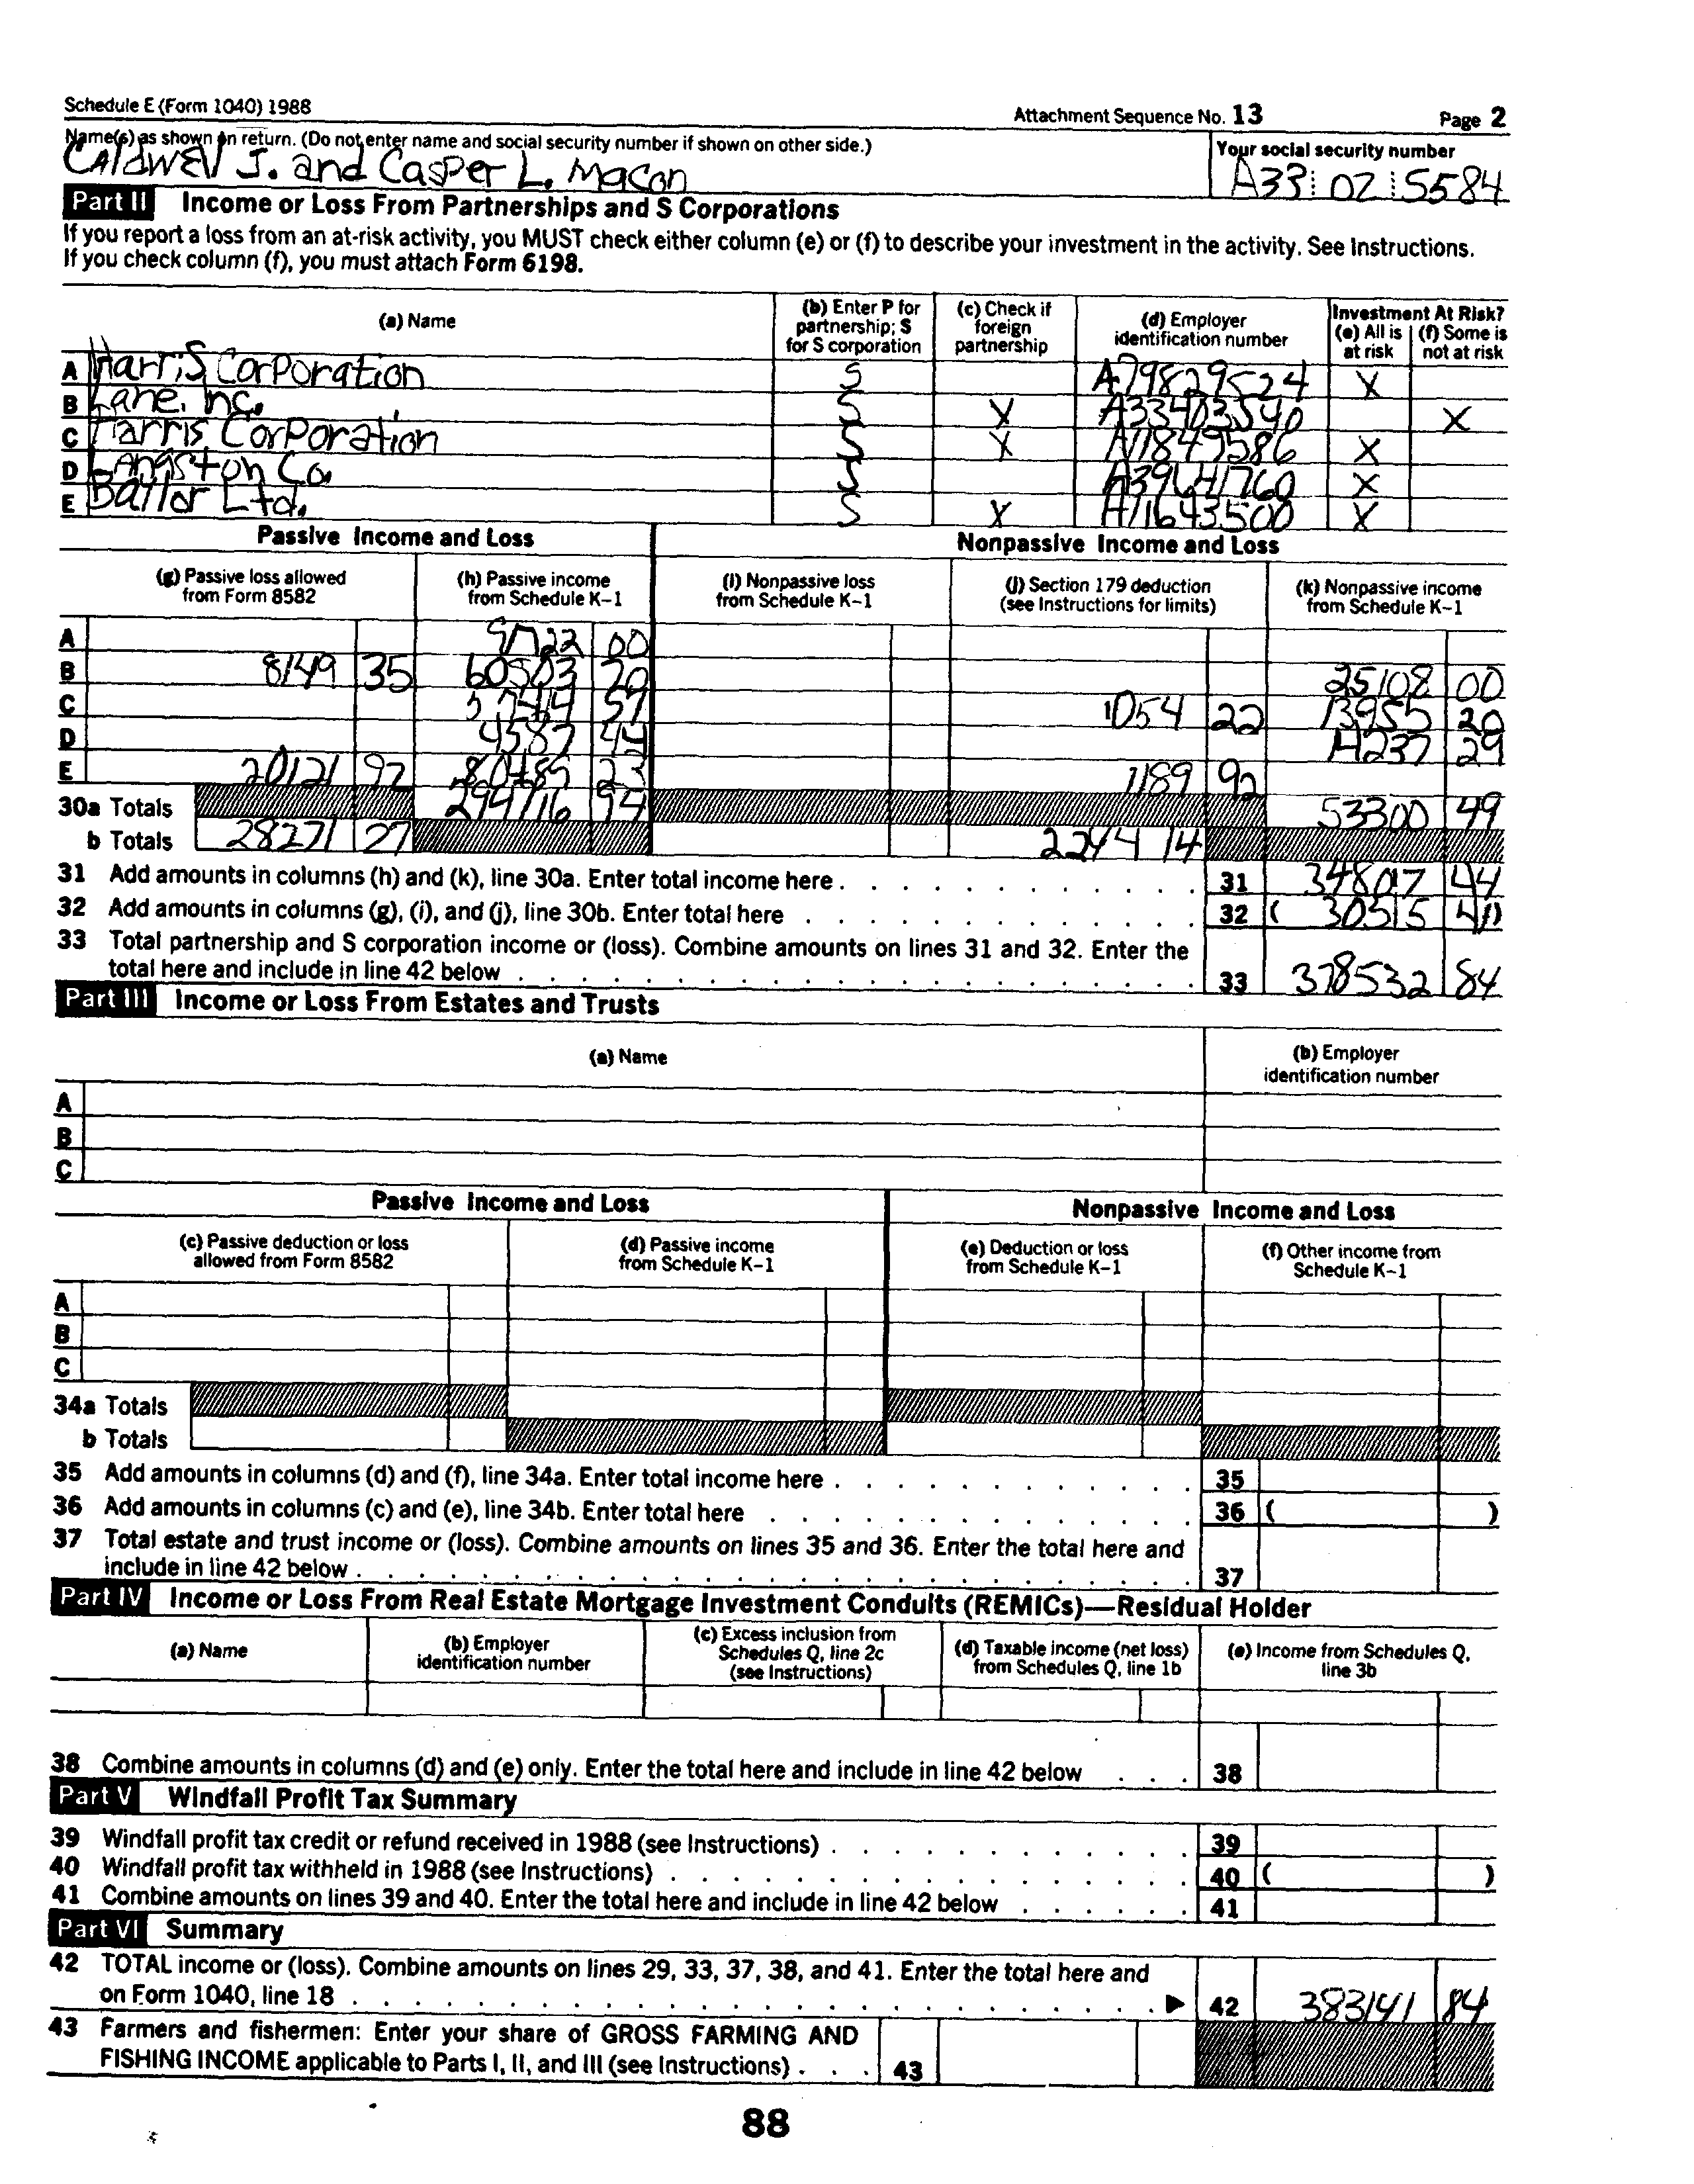 Schedule E (Form 1040) 1988 Attachment Sequence No. 13 Page 2
Name(s) as shown on return. (Do not enter name and social security number if shown on other side.) Your social security number
Caldwell J. and Casper L. Macon A33 02 5584
Part II Income or Loss From Partnerships and S Corporations
If you report a loss from an at-risk activity, you MUST check either column (e) or (f) to describe your investment in the activity. See Instructions.
If you check column (f), you must attach Form 6198.
(a) Name (b) Enter P for partnership; S for S corporation (c) Check if foreign partnership (d) Employer identification number Investment At Risk? (e) All is at risk (f) Some is not at risk
A Harris Corporation S A79829524 X
B Lane, Inc. S X A33403540 X
C Harris Corporation S X A11849586 X
D Langston Co. S A39641760 X
E Bailor Ltd. S X A11643500 X
Passive Income and Loss Nonpassive Income and Loss
(g) Passive loss allowed from Form 8582 (h) Passive income from Schedule K-1 (i) Nonpassive loss from Schedule K-1 (j) Section 179 deduction (see Instructions for limits) (k) Nonpassive income from Schedule K-1
A 00
B 8149 35 25108 00
C 1054 22 13955 20
D 4587 44 14237 29
E 20121 92 23 1189 92
30a Totals 53300 49
b Totals 28271 27 2244 14
31 Add amounts in columns (h) and (k), line 30a. Enter total income here 31 44
32 Add amounts in columns (g), (i), and (j), line 30b. Enter total here 32 ( 30515 41 )
33 Total partnership and S corporation income or (loss). Combine amounts on lines 31 and 32. Enter the
total here and include in line 42 below 33 378532 84
Part III Income or Loss From Estates and Trusts
(a) Name (b) Employer identification number
A
B
C
Passive Income and Loss Nonpassive Income and Loss
(c) Passive deduction or loss allowed from Form 8582 (d) Passive income from Schedule K-1 (e) Deduction or loss from Schedule K-1 (f) Other income from Schedule K-1
A
B
C
34a Totals
b Totals
35 Add amounts in columns (d) and (f), line 34a. Enter total income here 35
36 Add amounts in columns (c) and (e), line 34b. Enter total here 36 ( )
37 Total estate and trust income or (loss). Combine amounts on lines 35 and 36. Enter the total here and
include in line 42 below 37
Part IV Income or Loss From Real Estate Mortgage Investment Conduits (REMICs)—Residual Holder
(a) Name (b) Employer identification number (c) Excess inclusion from Schedules Q, line 2c (see Instructions) (d) Taxable income (net loss) from Schedules Q, line 1b (e) Income from Schedules Q, line 3b
38 Combine amounts in columns (d) and (e) only. Enter the total here and include in line 42 below 38
Part V Windfall Profit Tax Summary
39 Windfall profit tax credit or refund received in 1988 (see Instructions) 39
40 Windfall profit tax withheld in 1988 (see Instructions) 40 ( )
41 Combine amounts on lines 39 and 40. Enter the total here and include in line 42 below 41
Part VI Summary
42 TOTAL income or (loss). Combine amounts on lines 29, 33, 37, 38, and 41. Enter the total here and
on Form 1040, line 18 ▶ 42 383141 84
43 Farmers and fishermen: Enter your share of GROSS FARMING AND
FISHING INCOME applicable to Parts I, II, and III (see Instructions) 43
88